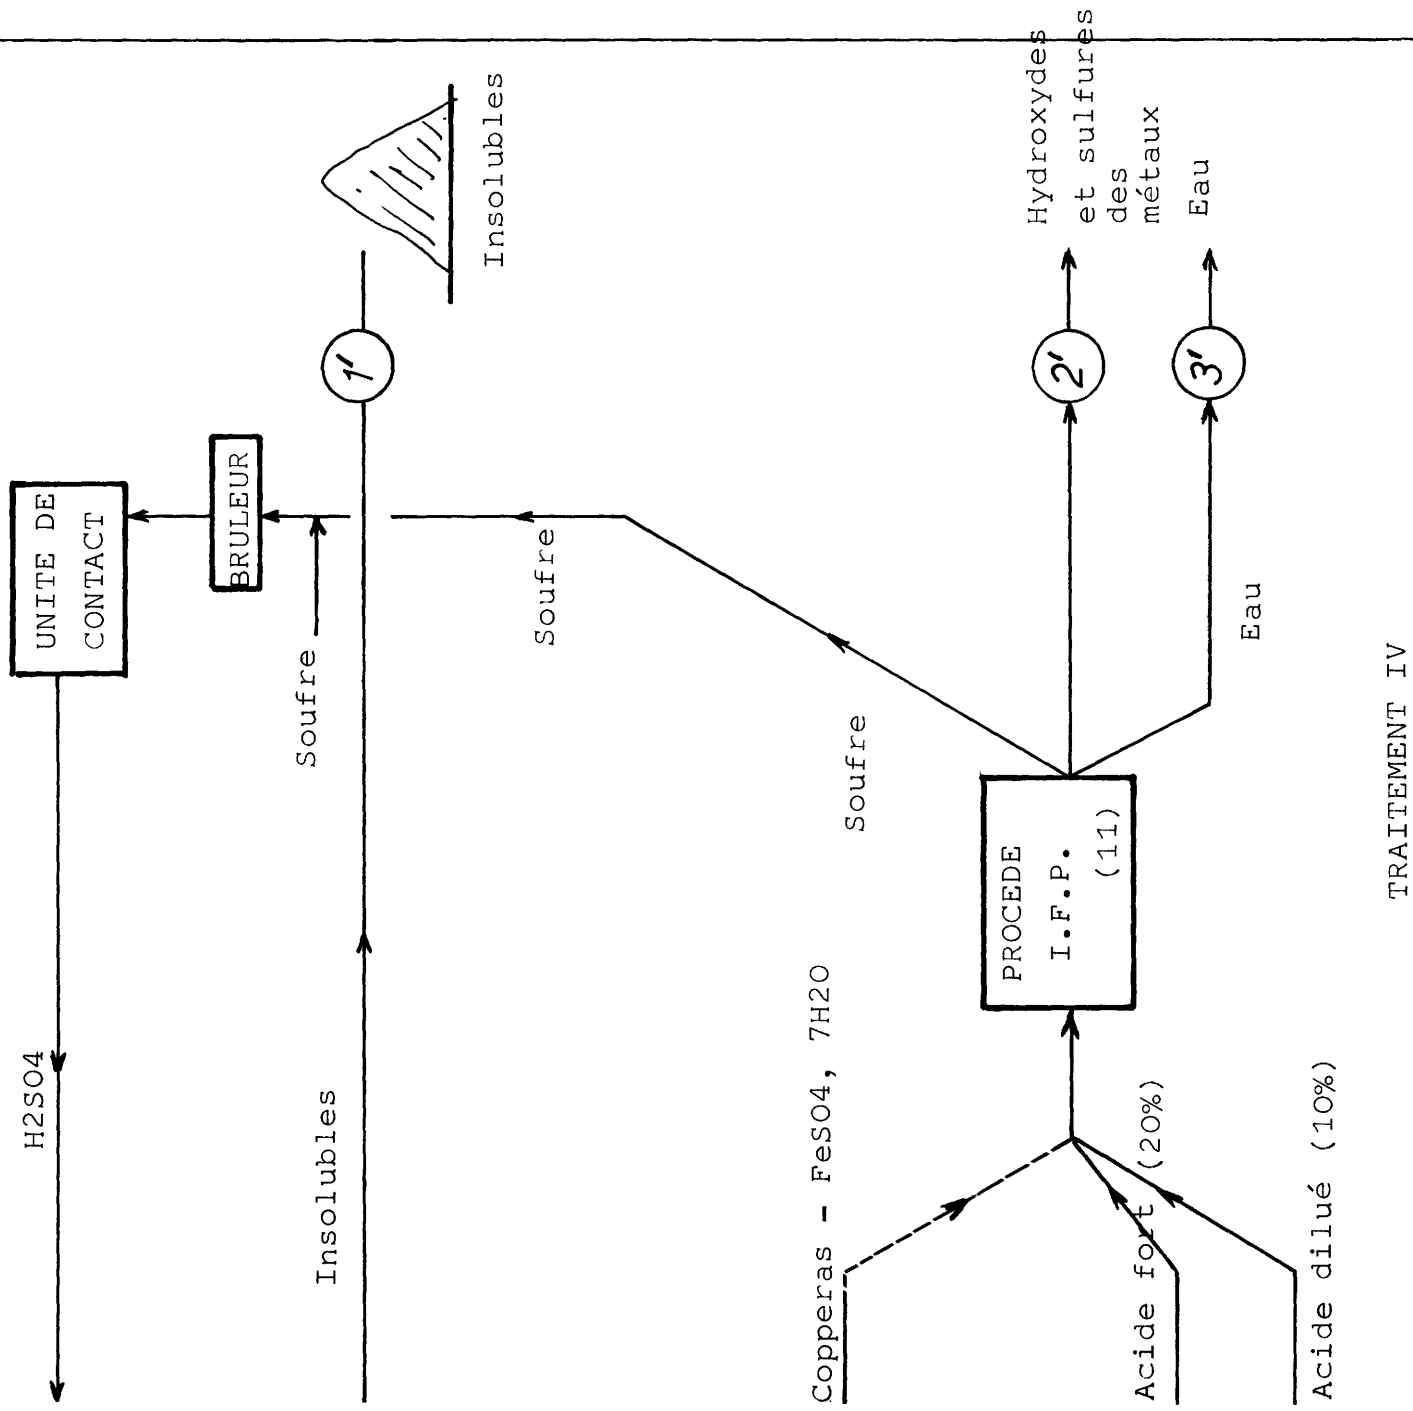 H2SO4
UNITE DE
CONTACT
BRULEUR
Soufre
Insolubles
1'
Insolubles
Soufre
Soufre
Copperas - FeSO4, 7H2O
PROCEDE
I.F.P.
(11)
2'
Hydroxydes
et sulfures
des
métaux
3'
Eau
Eau
Acide fort (20%)
Acide dilué (10%)
TRAITEMENT IV